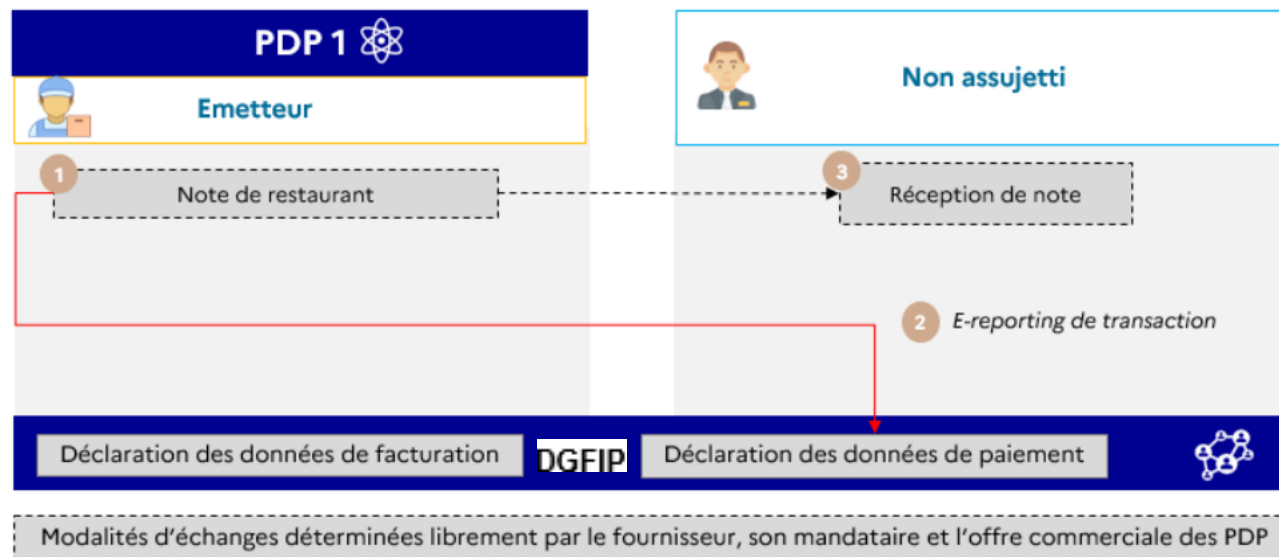 PDP 1
Emetteur
Non assujetti
1
Note de restaurant
3
Réception de note
2
E-reporting de transaction
Déclaration des données de facturation
DGFIP
Déclaration des données de paiement
Modalités d’échanges déterminées librement par le fournisseur, son mandataire et l’offre commerciale des PDP